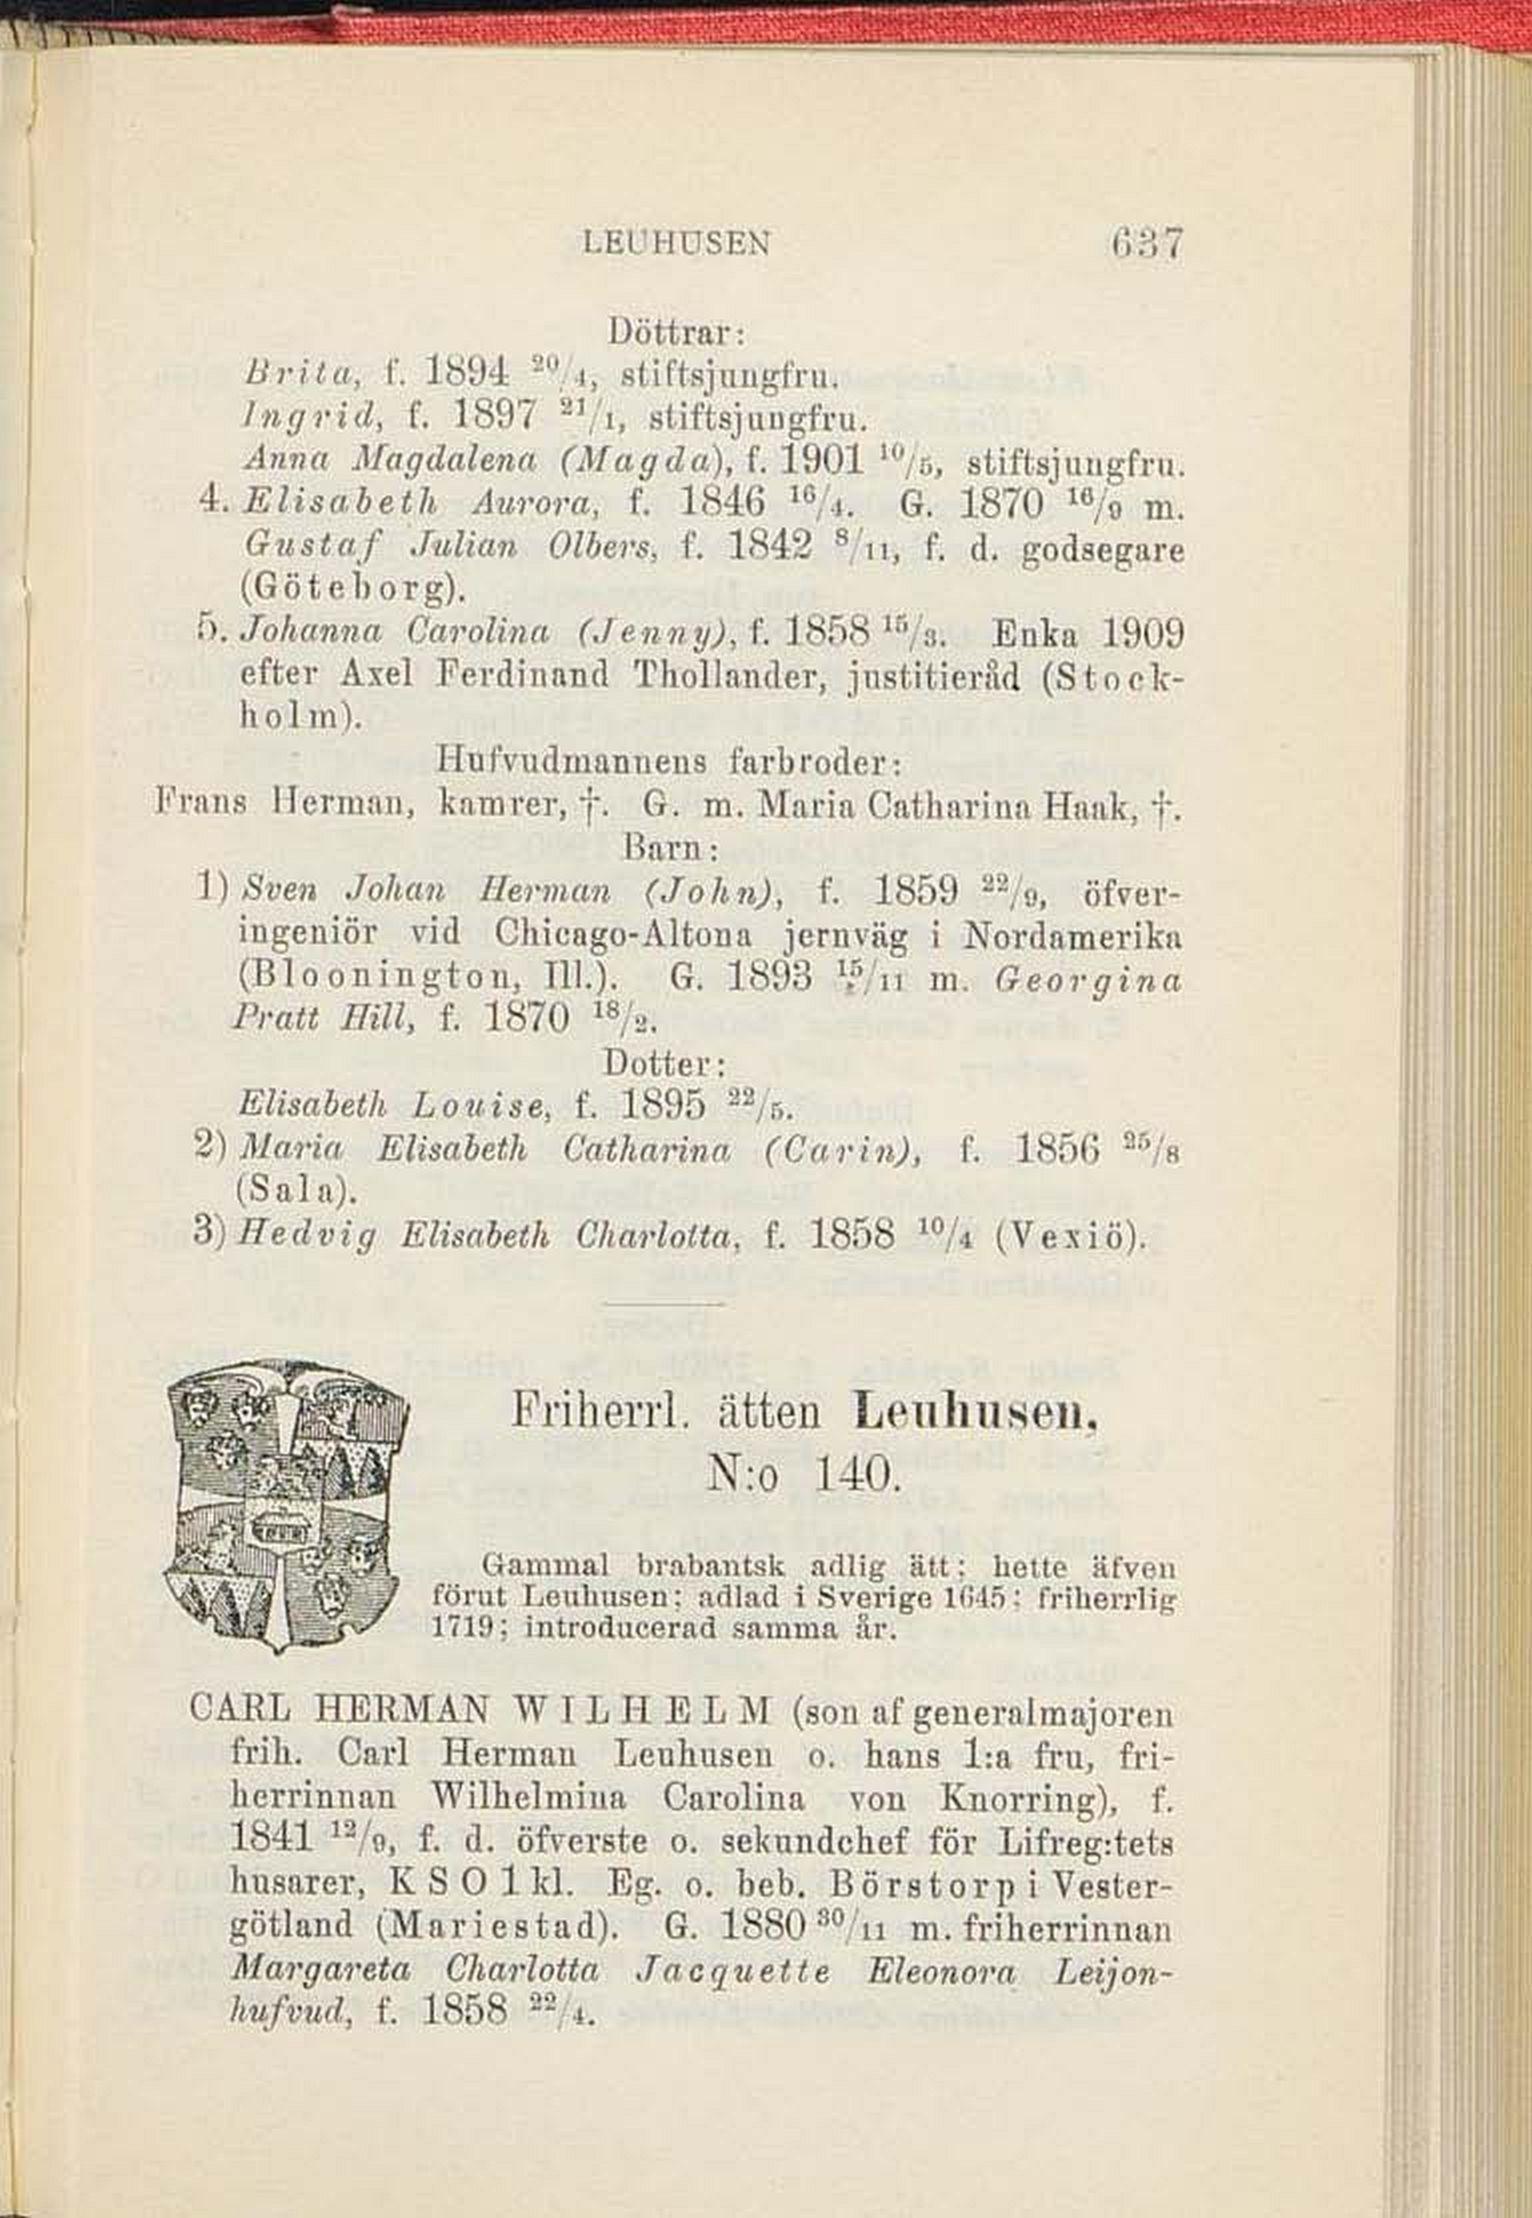 LEUHUSEN 637
Döttrar:
Brita, f. 1894 20/4, stiftsjungfru.
Ingrid, f. 1897 21/1, stiftsjungfru.
Anna Magdalena (Magda), f. 1901 10/5, stiftsjungfru.
4. Elisabeth Aurora, f. 1846 16/4. G. 1870 16/9 m.
Gustaf Julian Olbers, f. 1842 8/11, f. d. godsegare
(Göteborg).
5. Johanna Carolina (Jenny), f. 1858 15/3. Enka 1909
efter Axel Ferdinand Thollander, justitieråd (Stock-
holm).
Hufvudmannens farbroder:
Frans Herman, kamrer, †. G. m. Maria Catharina Haak, †.
Barn:
1) Sven Johan Herman (John), f. 1859 22/9, öfver-
ingeniör vid Chicago-Altona jernväg i Nordamerika
(Bloonington, Ill.). G. 1893 15/11 m. Georgina
Pratt Hill, f. 1870 18/2.
Dotter:
Elisabeth Louise, f. 1895 22/5.
2) Maria Elisabeth Catharina (Carin), f. 1856 25/8
(Sala).
3) Hedvig Elisabeth Charlotta, f. 1858 10/4 (Vexiö).
Friherrl. ätten Leuhusen,
N:o 140.
Gammal brabantsk adlig ätt; hette äfven
förut Leuhusen; adlad i Sverige 1645; friherrlig
1719; introducerad samma år.
CARL HERMAN WILHELM (son af generalmajoren
frih. Carl Herman Leuhusen o. hans 1:a fru, fri-
herrinnan Wilhelmina Carolina von Knorring), f.
1841 12/9, f. d. öfverste o. sekundchef för Lifreg:tets
husarer, K S O 1 kl. Eg. o. beb. Börstorp i Vester-
götland (Mariestad). G. 1880 30/11 m. friherrinnan
Margareta Charlotta Jacquette Eleonora Leijon-
hufvud, f. 1858 22/4.